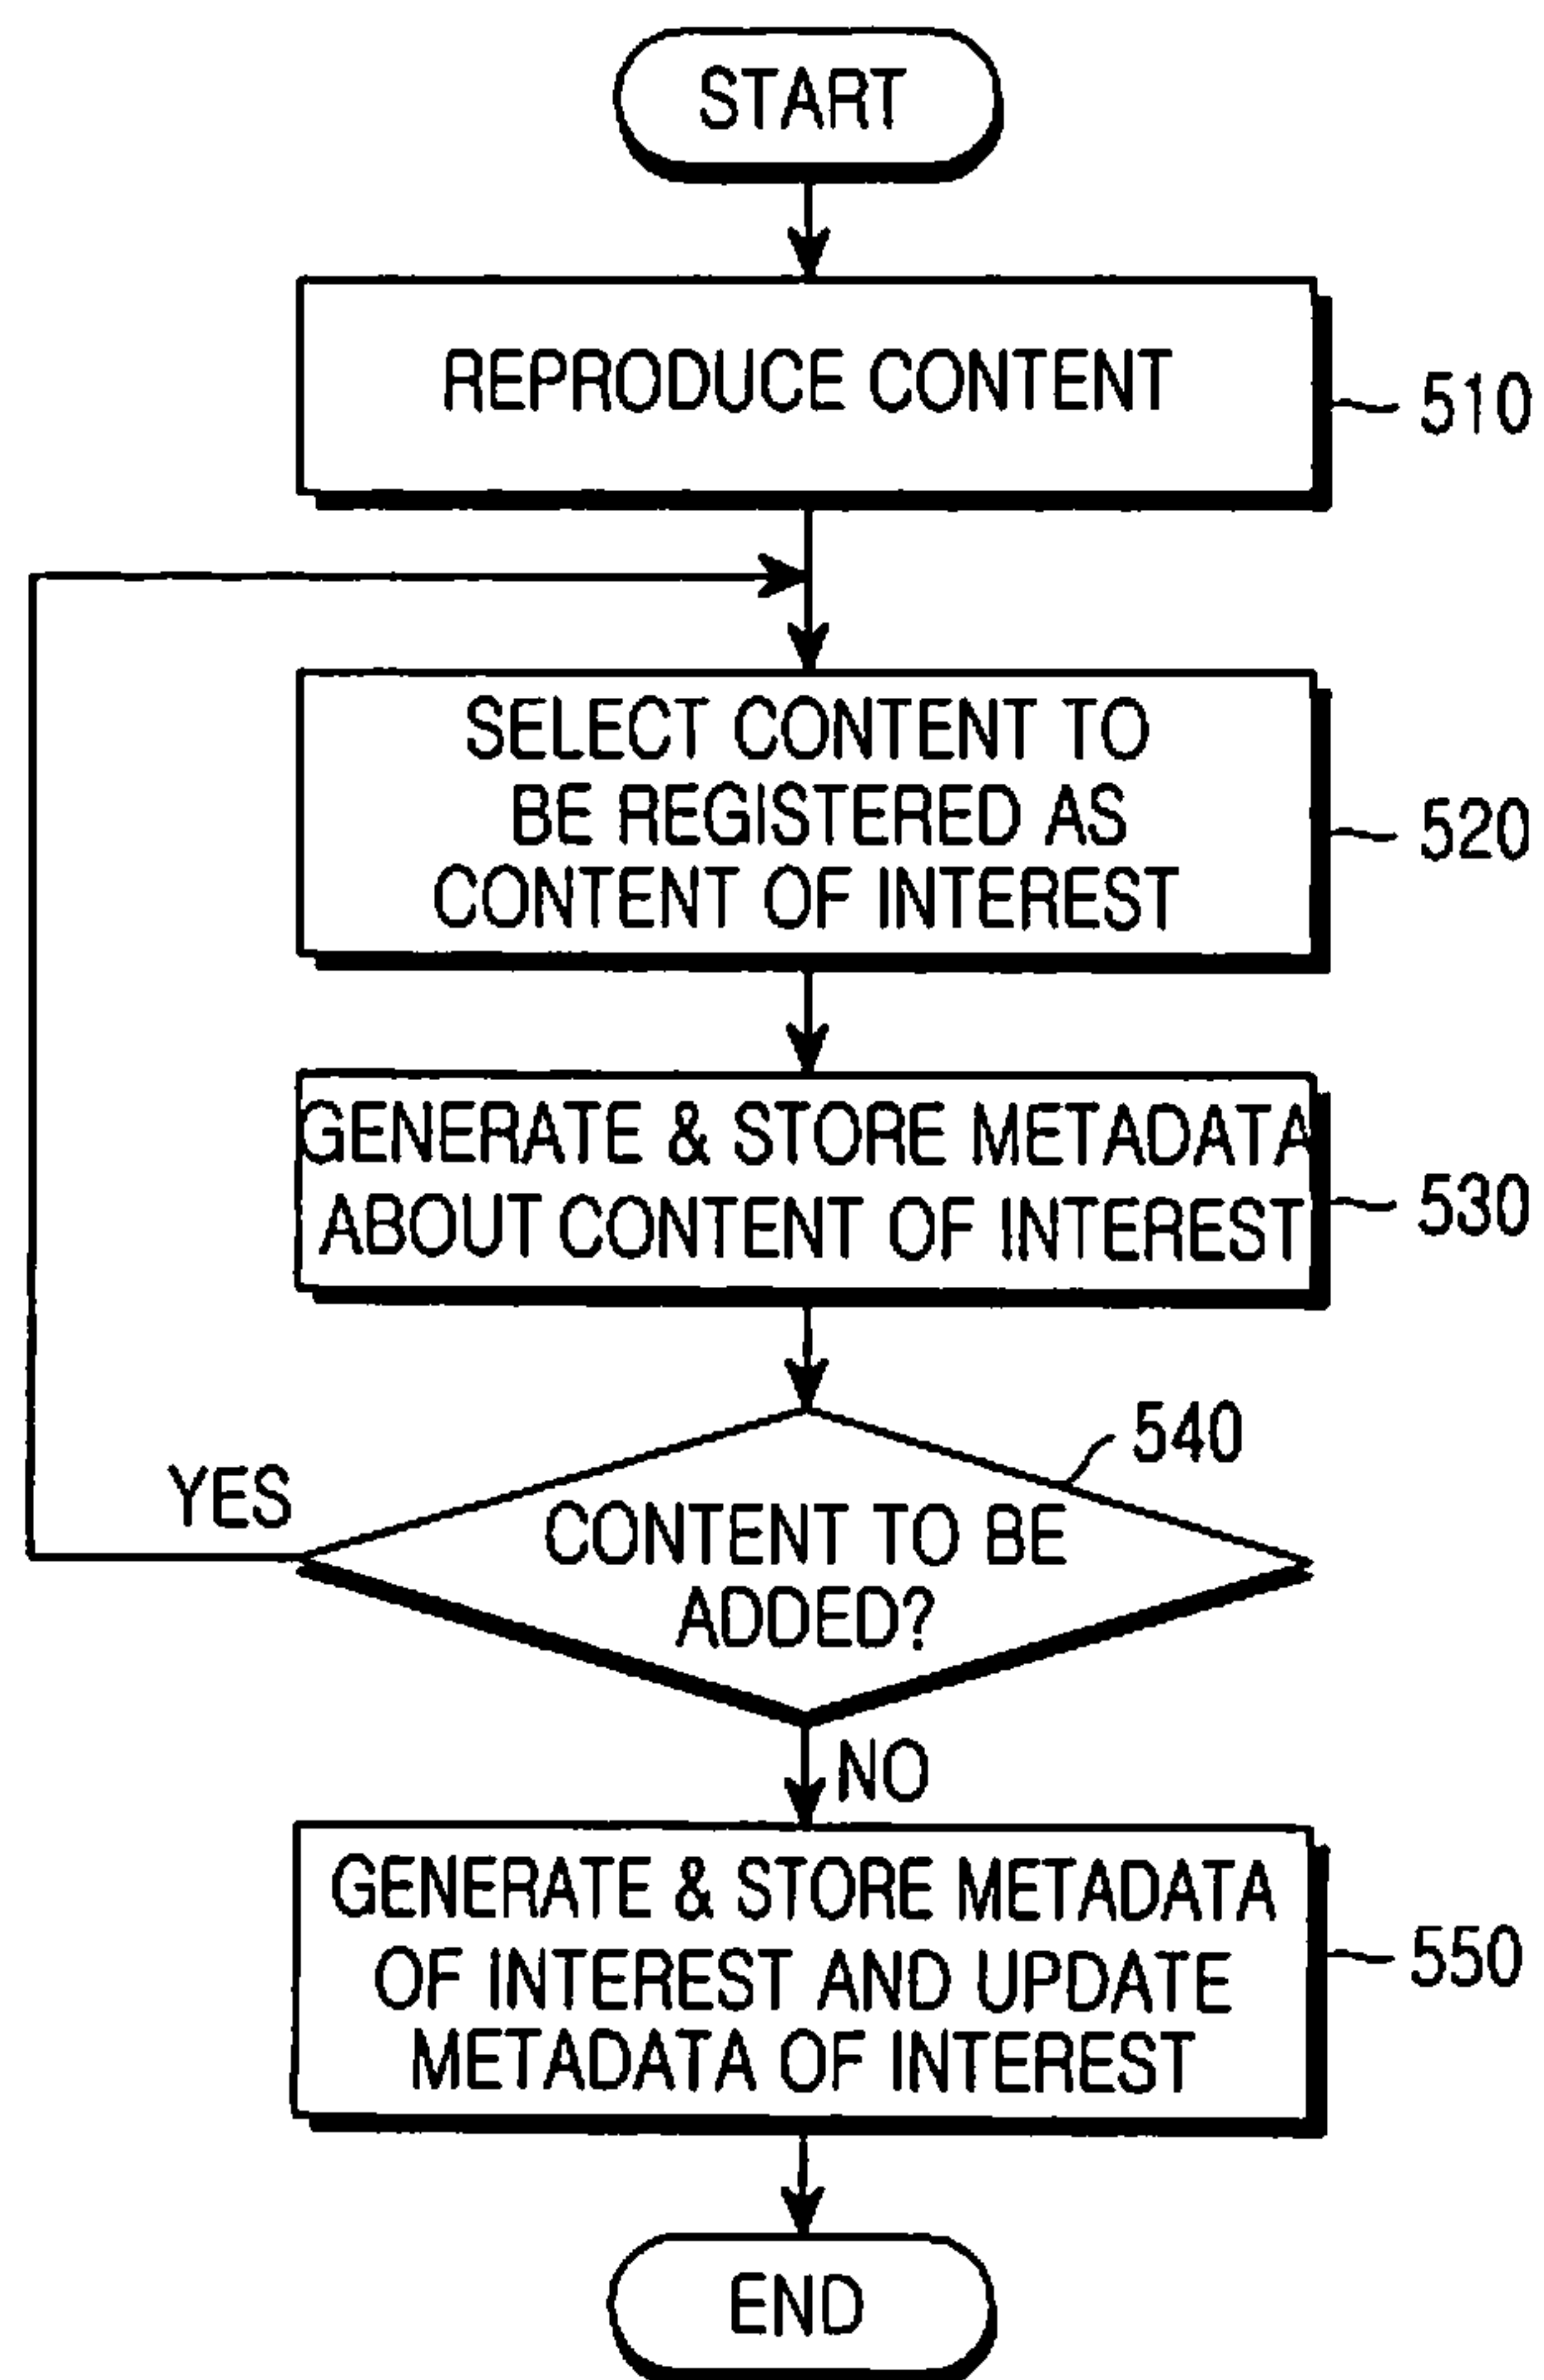 START
REPRODUCE CONTENT
510
SELECT CONTENT TO
BE REGISTERED AS
CONTENT OF INTEREST
520
GENERATE & STORE METADATA
ABOUT CONTENT OF INTEREST
530
540
YES
CONTENT TO BE
ADDED?
NO
GENERATE & STORE METADATA
OF INTEREST AND UPDATE
METADATA OF INTEREST
550
END